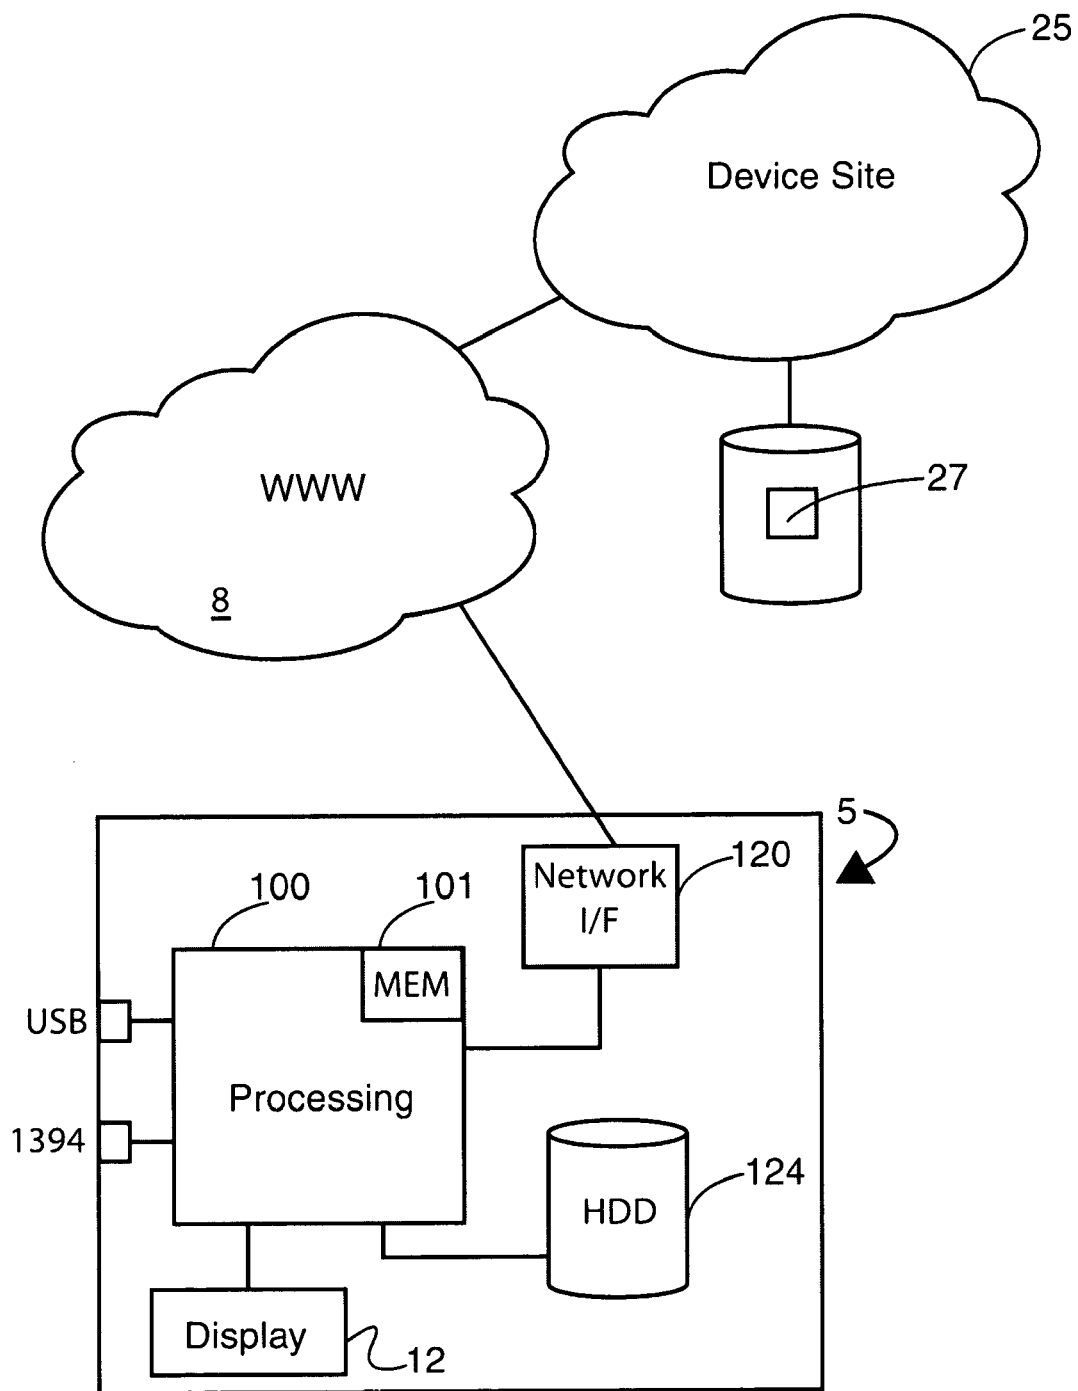 25
Device Site
WWW
27
8
5
Network
I/F
120
100
101
MEM
USB
Processing
1394
HDD
124
Display
12